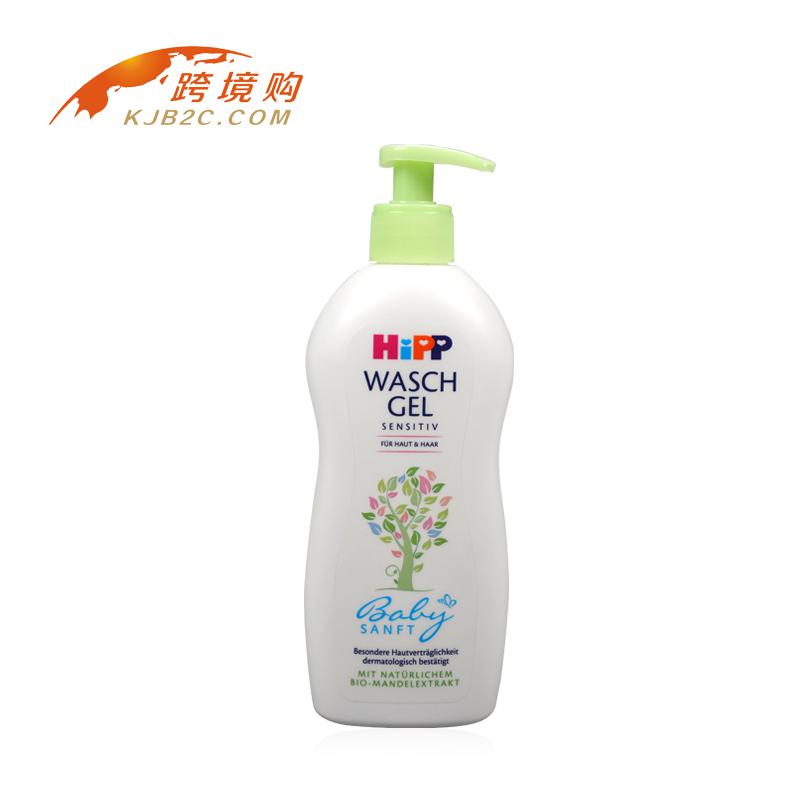 跨境购
KJB2C.COM
HiPP
WASCH
GEL
SENSITIV
FÜR HAUT & HAAR
Baby
SANFT
Besondere Hautverträglichkeit
dermatologisch bestätigt
MIT NATÜRLICHEM
BIO-MANDELEXTRAKT